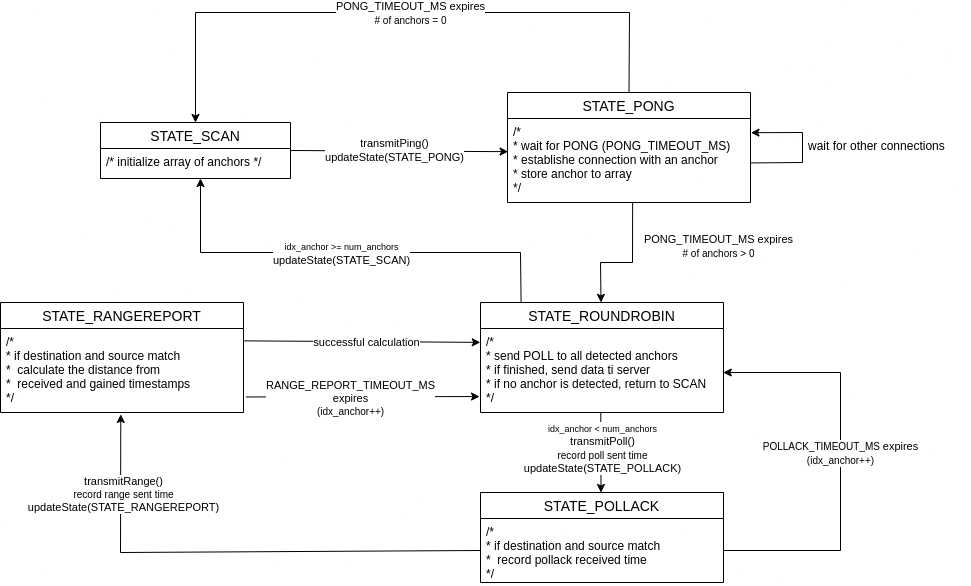 PONG_TIMEOUT_MS expires
# of anchors = 0
STATE_SCAN
/* initialize array of anchors */
transmitPing()
updateState(STATE_PONG)
STATE_PONG
/*
* wait for PONG (PONG_TIMEOUT_MS)
* establishe connection with an anchor
* store anchor to array
*/
wait for other connections
idx_anchor >= num_anchors
updateState(STATE_SCAN)
PONG_TIMEOUT_MS expires
# of anchors > 0
STATE_RANGEREPORT
/*
* if destination and source match
* calculate the distance from
* received and gained timestamps
*/
successful calculation
RANGE_REPORT_TIMEOUT_MS
expires
(idx_anchor++)
STATE_ROUNDROBIN
/*
* send POLL to all detected anchors
* if finished, send data ti server
* if no anchor is detected, return to SCAN
*/
idx_anchor < num_anchors
transmitPoll()
record poll sent time
updateState(STATE_POLLACK)
POLLACK_TIMEOUT_MS expires
(idx_anchor++)
transmitRange()
record range sent time
updateState(STATE_RANGEREPORT)
STATE_POLLACK
/*
* if destination and source match
* record pollack received time
*/